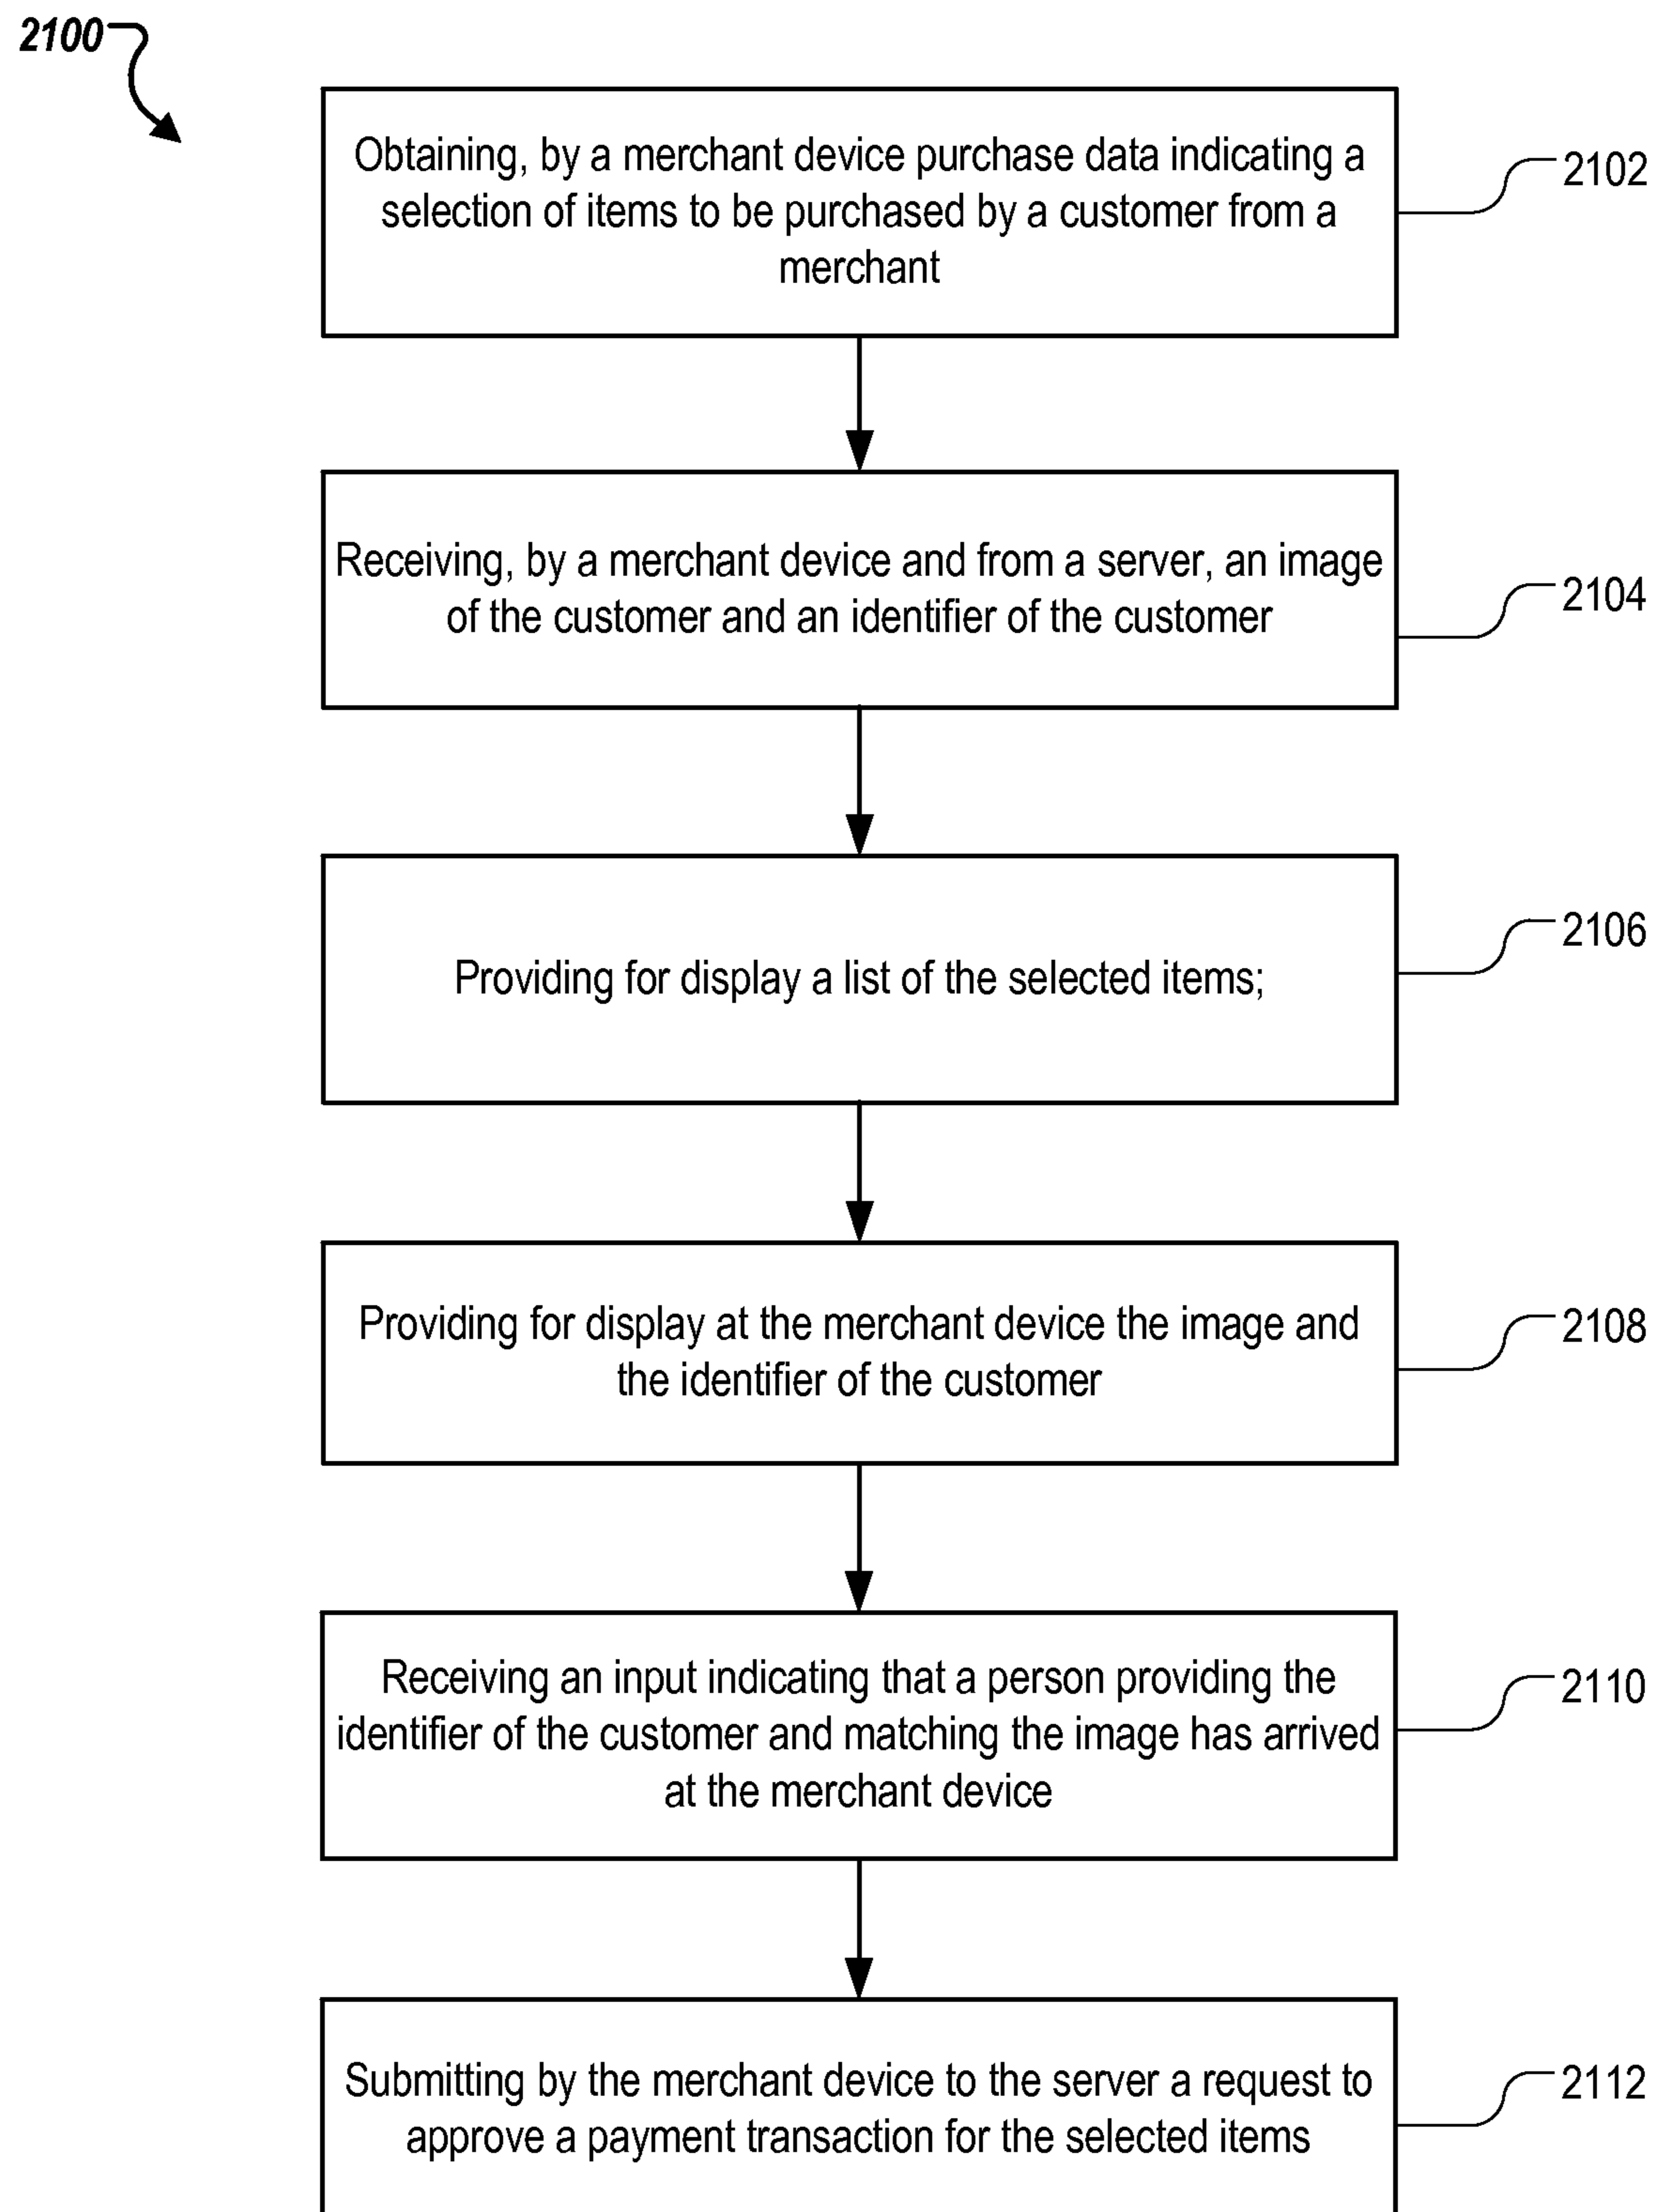 2100
Obtaining, by a merchant device purchase data indicating a
selection of items to be purchased by a customer from a
merchant
2102
Receiving, by a merchant device and from a server, an image
of the customer and an identifier of the customer
2104
Providing for display a list of the selected items;
2106
Providing for display at the merchant device the image and
the identifier of the customer
2108
Receiving an input indicating that a person providing the
identifier of the customer and matching the image has arrived
at the merchant device
2110
Submitting by the merchant device to the server a request to
approve a payment transaction for the selected items
2112